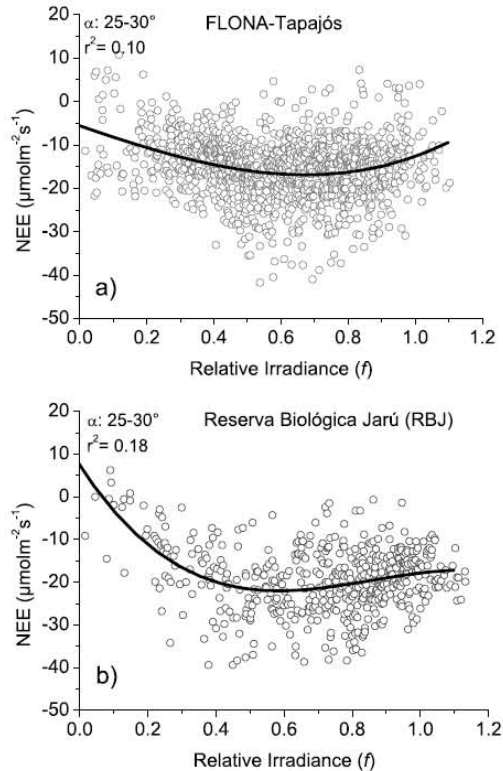 α: 25-30°
FLONA-Tapajós
r²= 0.10
20
10
0
-10
-20
-30
-40
-50
NEE (μmolm⁻²s⁻¹)
a)
0.0 0.2 0.4 0.6 0.8 1.0 1.2
Relative Irradiance (f)
α: 25-30°
Reserva Biológica Jarú (RBJ)
r²= 0.18
20
10
0
-10
-20
-30
-40
-50
NEE (μmolm⁻²s⁻¹)
b)
0.0 0.2 0.4 0.6 0.8 1.0 1.2
Relative Irradiance (f)